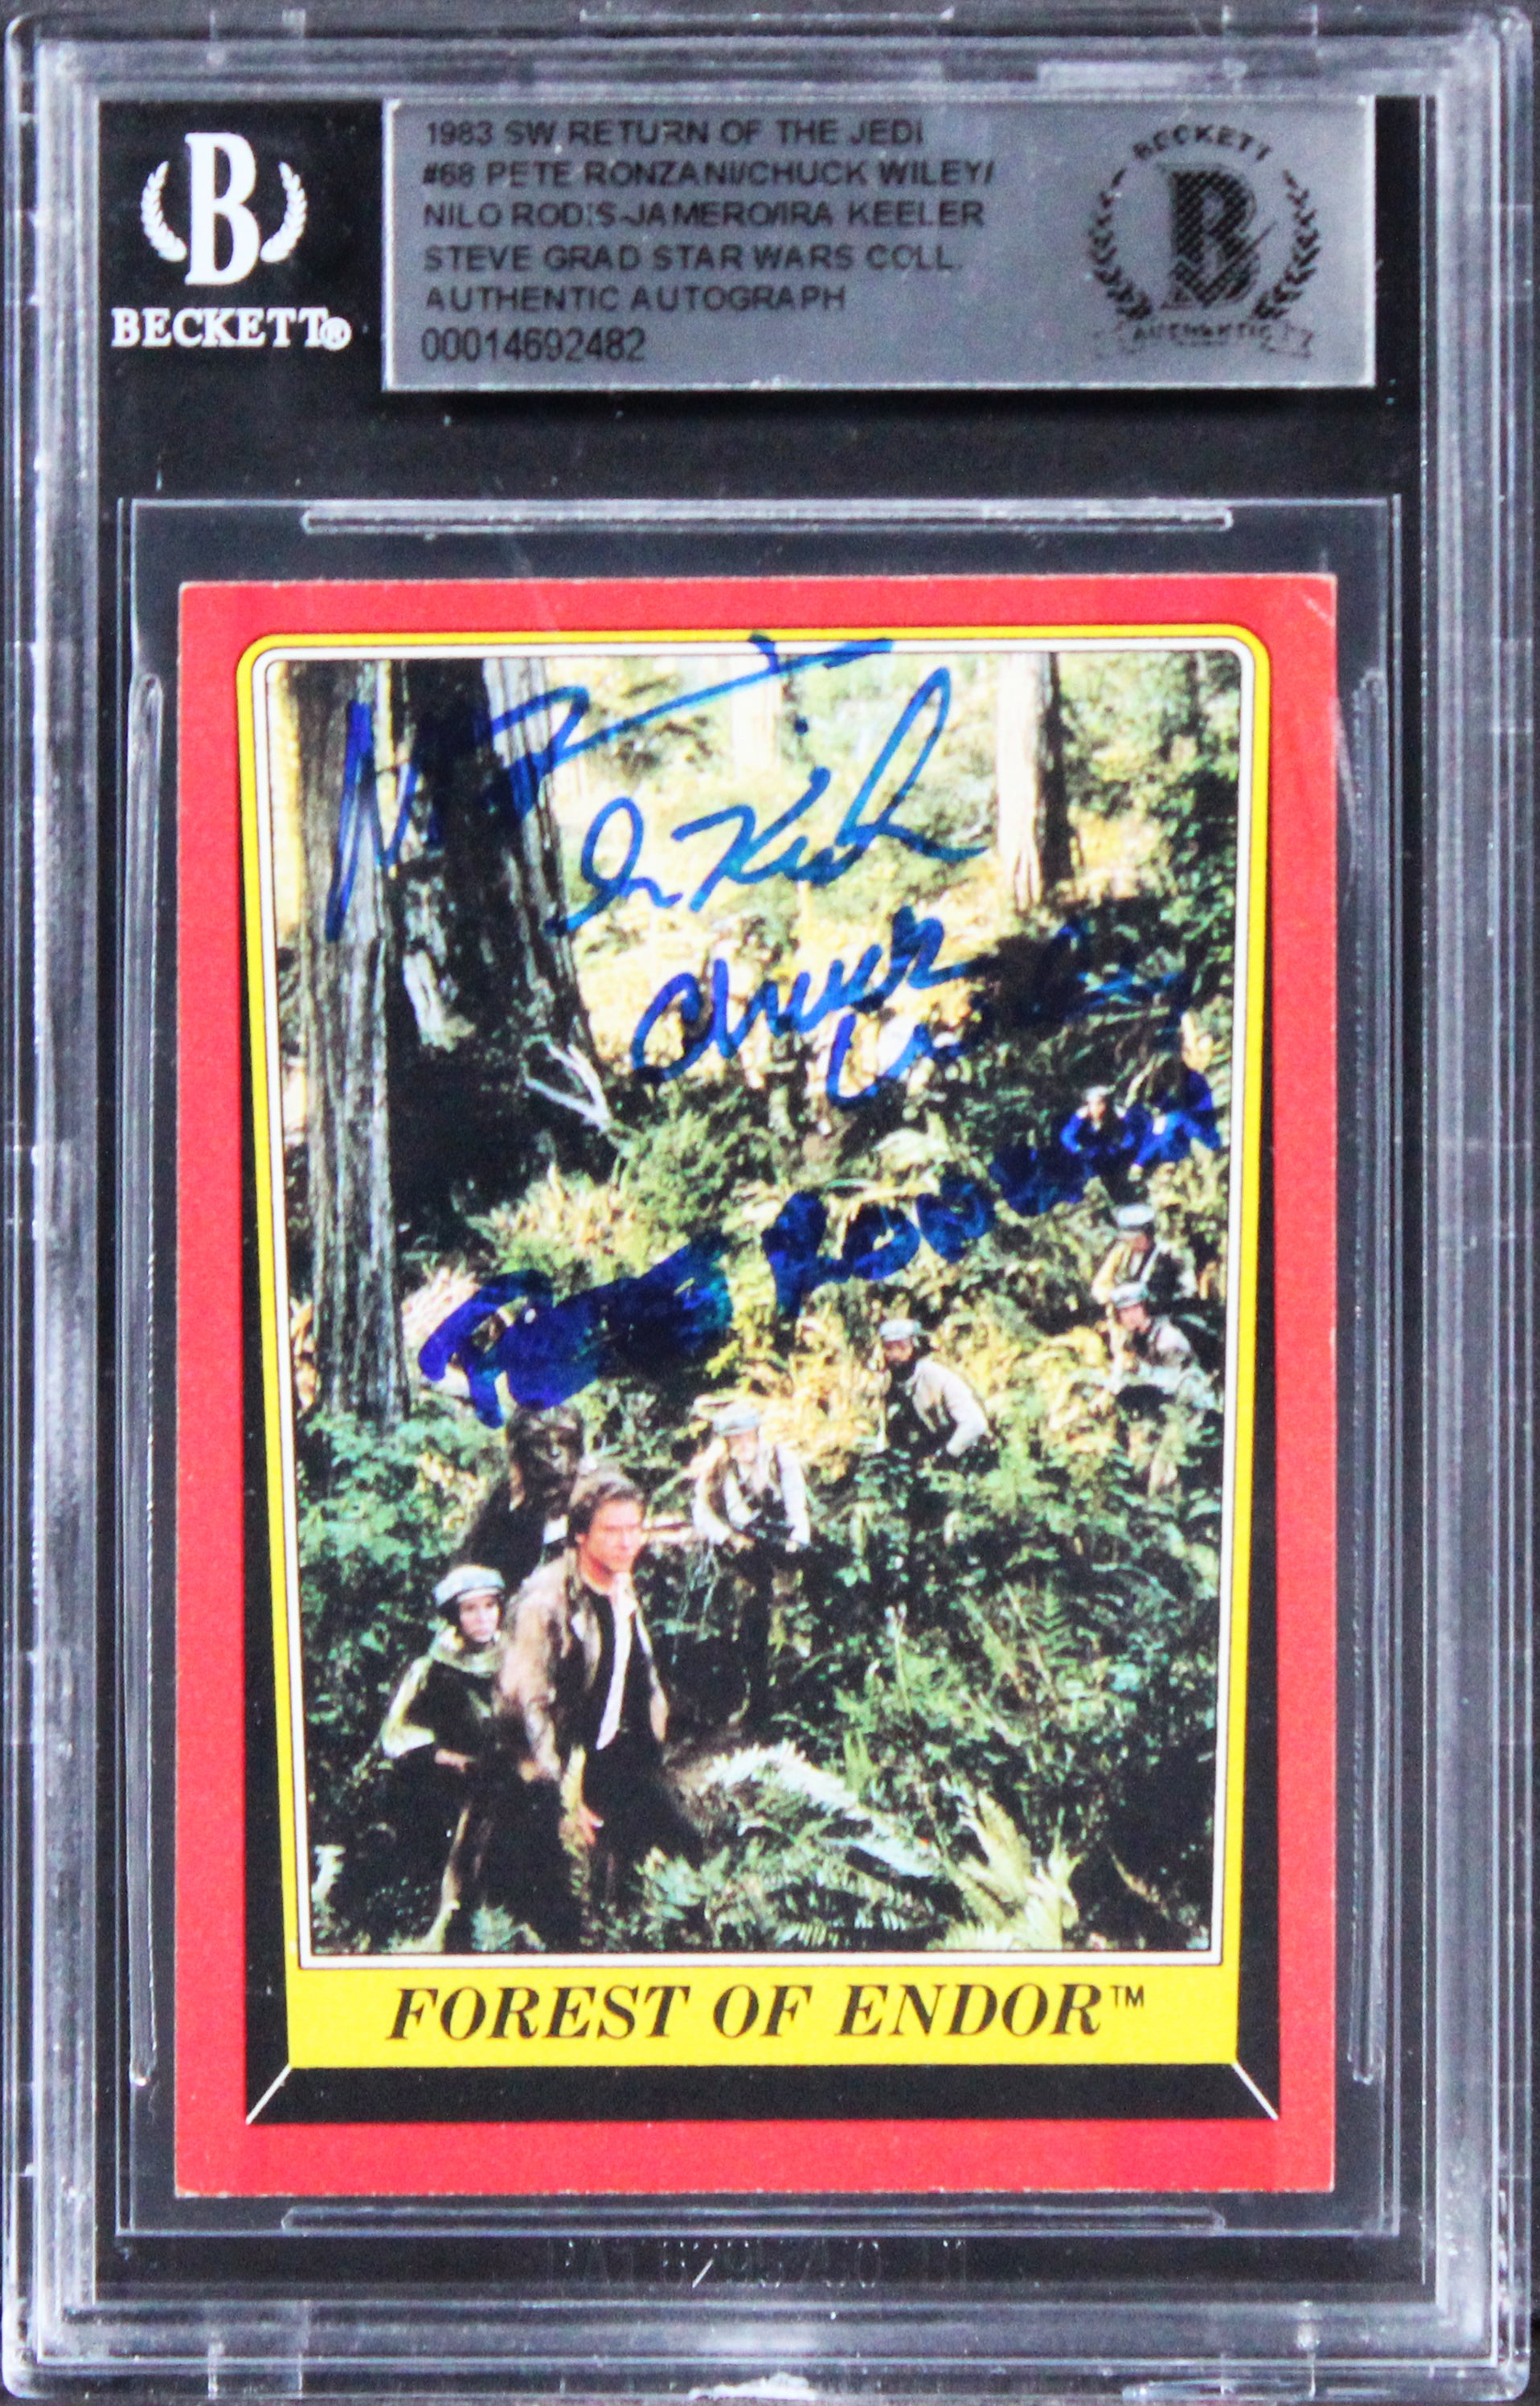 B
BECKETT®
1983 SW RETURN OF THE JEDI
#68 PETE RONZANI/CHUCK WILEY/
NILO RODIS-JAMERO/IRA KEELER
STEVE GRAD STAR WARS COLL.
AUTHENTIC AUTOGRAPH
00014692482
BECKETT
B
AUTHENTIC
Chuck
FOREST OF ENDOR™